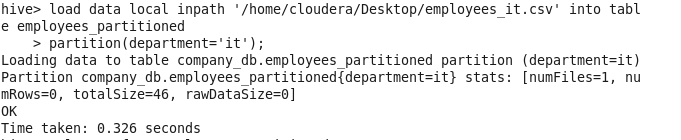 hive> load data local inpath '/home/cloudera/Desktop/employees_it.csv' into tabl
e employees_partitioned
    > partition(department='it');
Loading data to table company_db.employees_partitioned partition (department=it)
Partition company_db.employees_partitioned{department=it} stats: [numFiles=1, nu
mRows=0, totalSize=46, rawDataSize=0]
OK
Time taken: 0.326 seconds